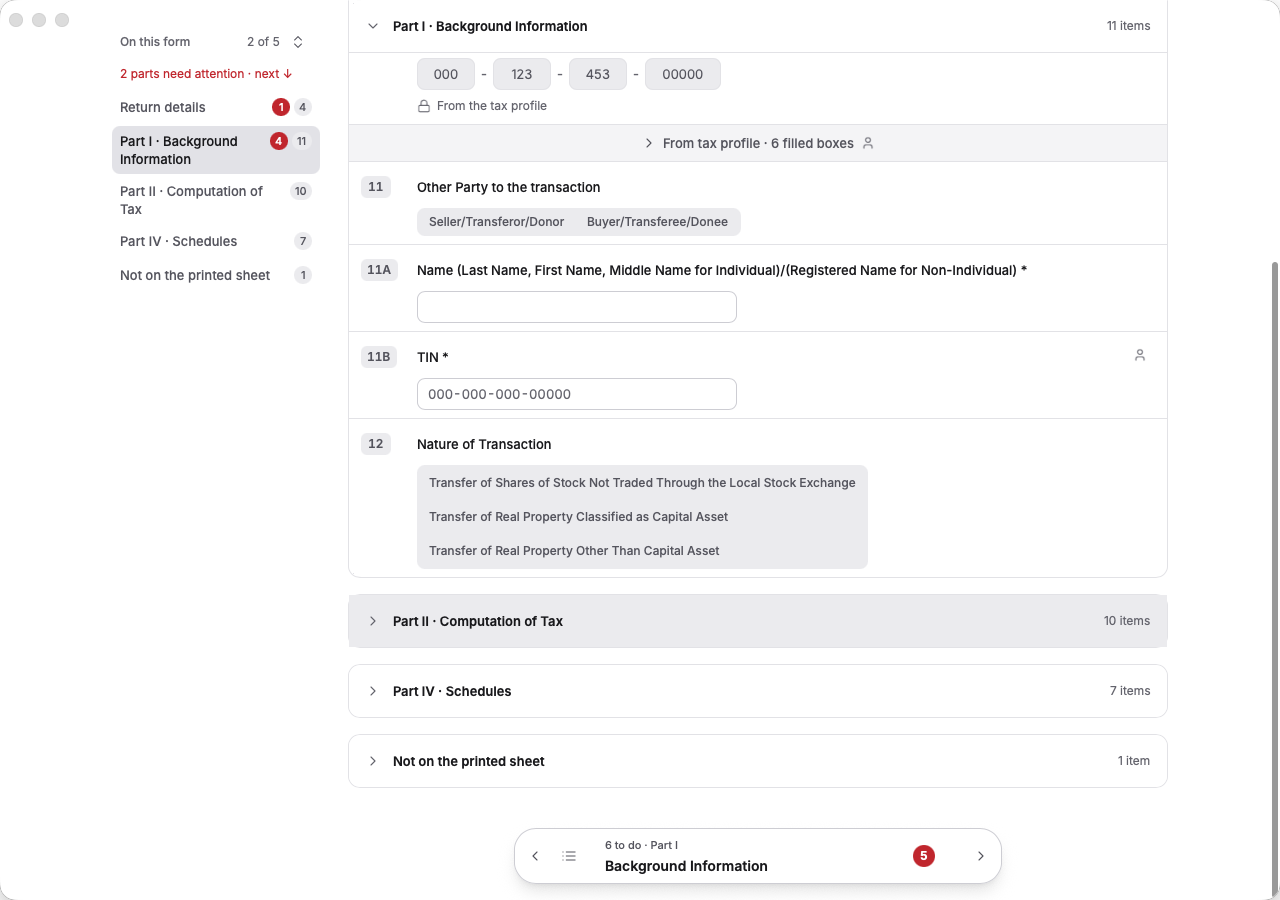 On this form 2 of 5
2 parts need attention · next ↓
Return details 1 4
Part I · Background Information 4 11
Part II · Computation of Tax 10
Part IV · Schedules 7
Not on the printed sheet 1
Part I · Background Information 11 items
000 - 123 - 453 - 00000
From the tax profile
From tax profile · 6 filled boxes
11 Other Party to the transaction
Seller/Transferor/Donor Buyer/Transferee/Donee
11A Name (Last Name, First Name, Middle Name for Individual)/(Registered Name for Non-Individual) *
11B TIN *
000-000-000-00000
12 Nature of Transaction
Transfer of Shares of Stock Not Traded Through the Local Stock Exchange
Transfer of Real Property Classified as Capital Asset
Transfer of Real Property Other Than Capital Asset
Part II · Computation of Tax 10 items
Part IV · Schedules 7 items
Not on the printed sheet 1 item
6 to do · Part I
Background Information 5